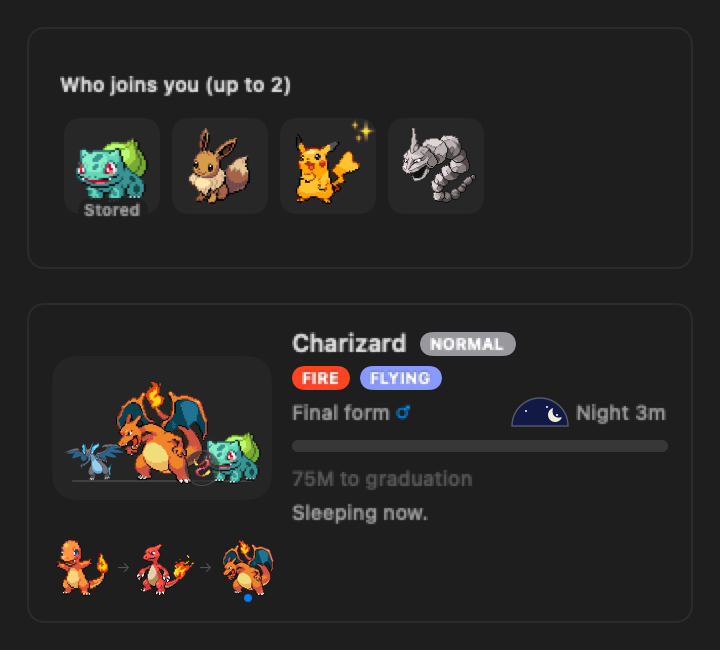 Who joins you (up to 2)
Stored
Charizard NORMAL
FIRE FLYING
Final form ♂ Night 3m
75M to graduation
Sleeping now.